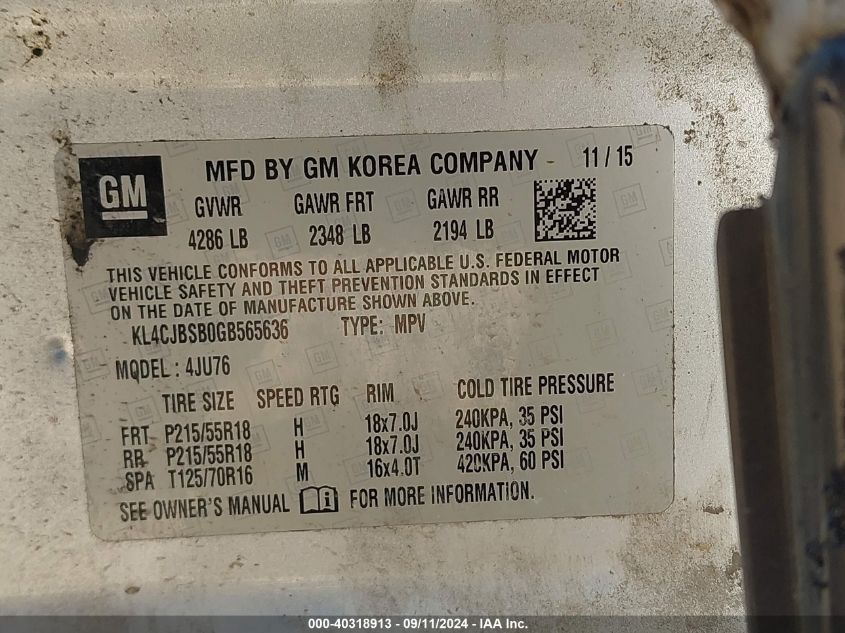 GM
MFD BY GM KOREA COMPANY 11 / 15
GVWR GAWR FRT GAWR RR
4286 LB 2348 LB 2194 LB
THIS VEHICLE CONFORMS TO ALL APPLICABLE U.S. FEDERAL MOTOR
VEHICLE SAFETY AND THEFT PREVENTION STANDARDS IN EFFECT
ON THE DATE OF MANUFACTURE SHOWN ABOVE.
KL4CJBSB0GB565636 TYPE: MPV
MODEL : 4JU76
TIRE SIZE SPEED RTG RIM COLD TIRE PRESSURE
FRT P215/55R18 H 18x7.0J 240KPA, 35 PSI
RR P215/55R18 H 18x7.0J 240KPA, 35 PSI
SPA T125/70R16 M 16x4.0T 420KPA, 60 PSI
SEE OWNER'S MANUAL FOR MORE INFORMATION.
000-40318913 - 09/11/2024 - IAA Inc.